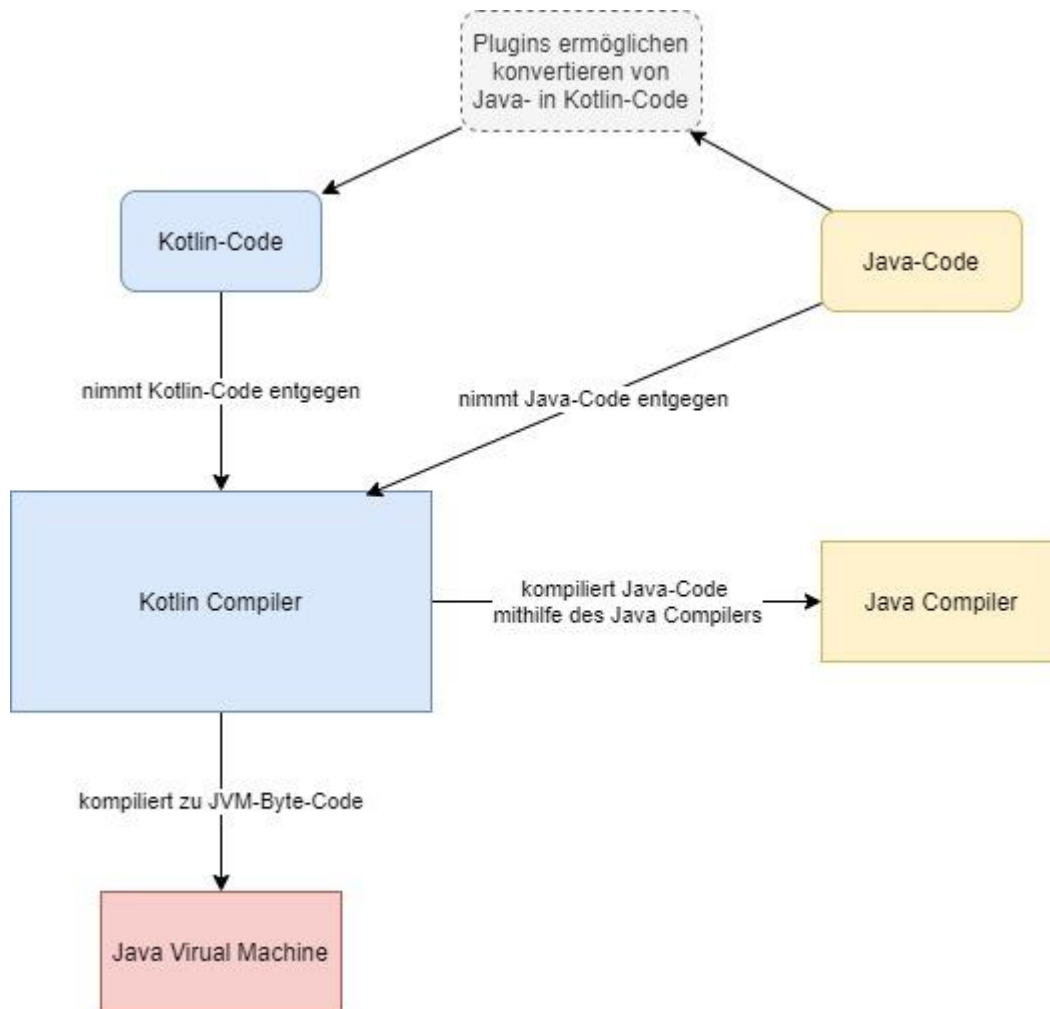 Plugins ermöglichen
konvertieren von
Java- in Kotlin-Code
Kotlin-Code
Java-Code
nimmt Kotlin-Code entgegen
nimmt Java-Code entgegen
Kotlin Compiler
kompiliert Java-Code
mithilfe des Java Compilers
Java Compiler
kompiliert zu JVM-Byte-Code
Java Virual Machine